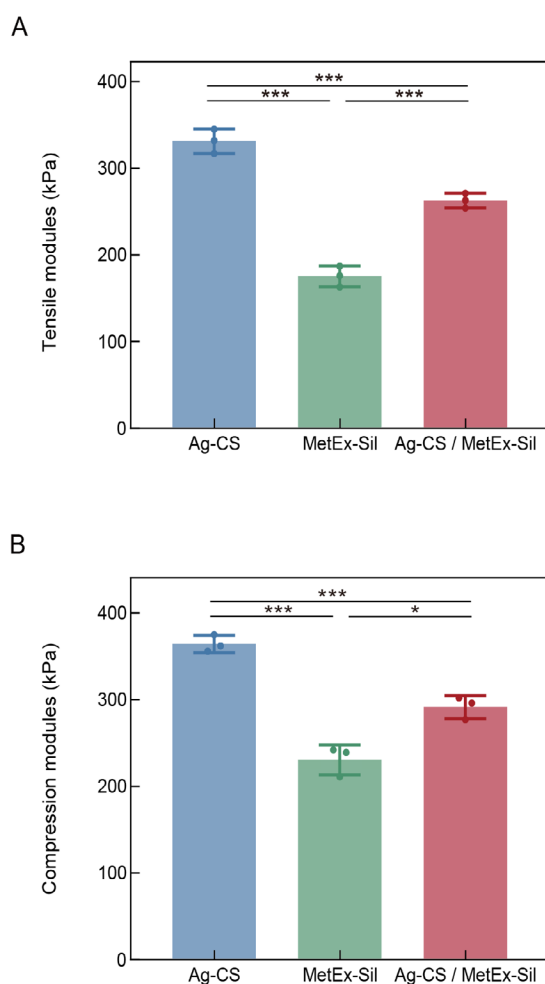 A
Tensile modules (kPa)
400
300
200
100
0
***
*** ***
Ag-CS MetEx-Sil Ag-CS / MetEx-Sil
B
Compression modules (kPa)
400
300
200
100
0
***
*** *
Ag-CS MetEx-Sil Ag-CS / MetEx-Sil